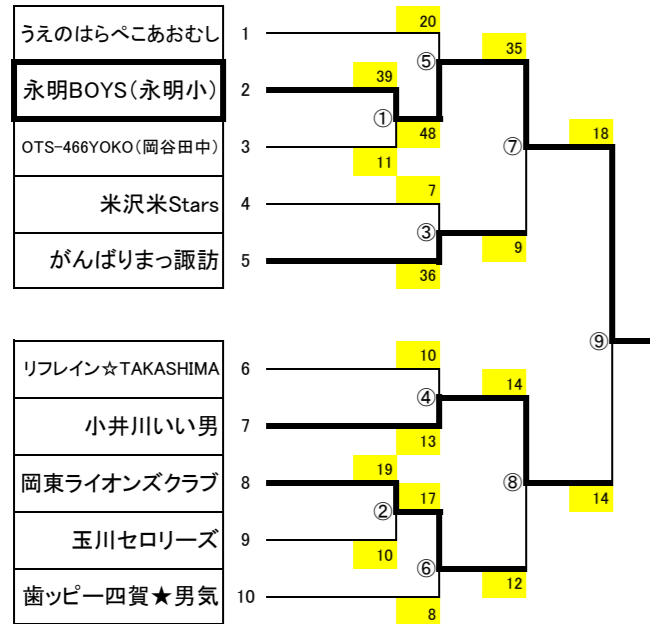 うえのはらぺこあおむし 1
永明BOYS(永明小) 2
OTS-466YOKO(岡谷田中) 3
米沢米Stars 4
がんばりまっ諏訪 5
20
39
①
11
48
⑤
7
③
36
35
⑦
9
18
⑨
リフレイン☆TAKASHIMA 6
小井川いい男 7
岡東ライオンズクラブ 8
玉川セロリーズ 9
歯ッピー四賀★男気 10
10
④
13
19
②
10
17
⑥
8
14
⑧
12
14